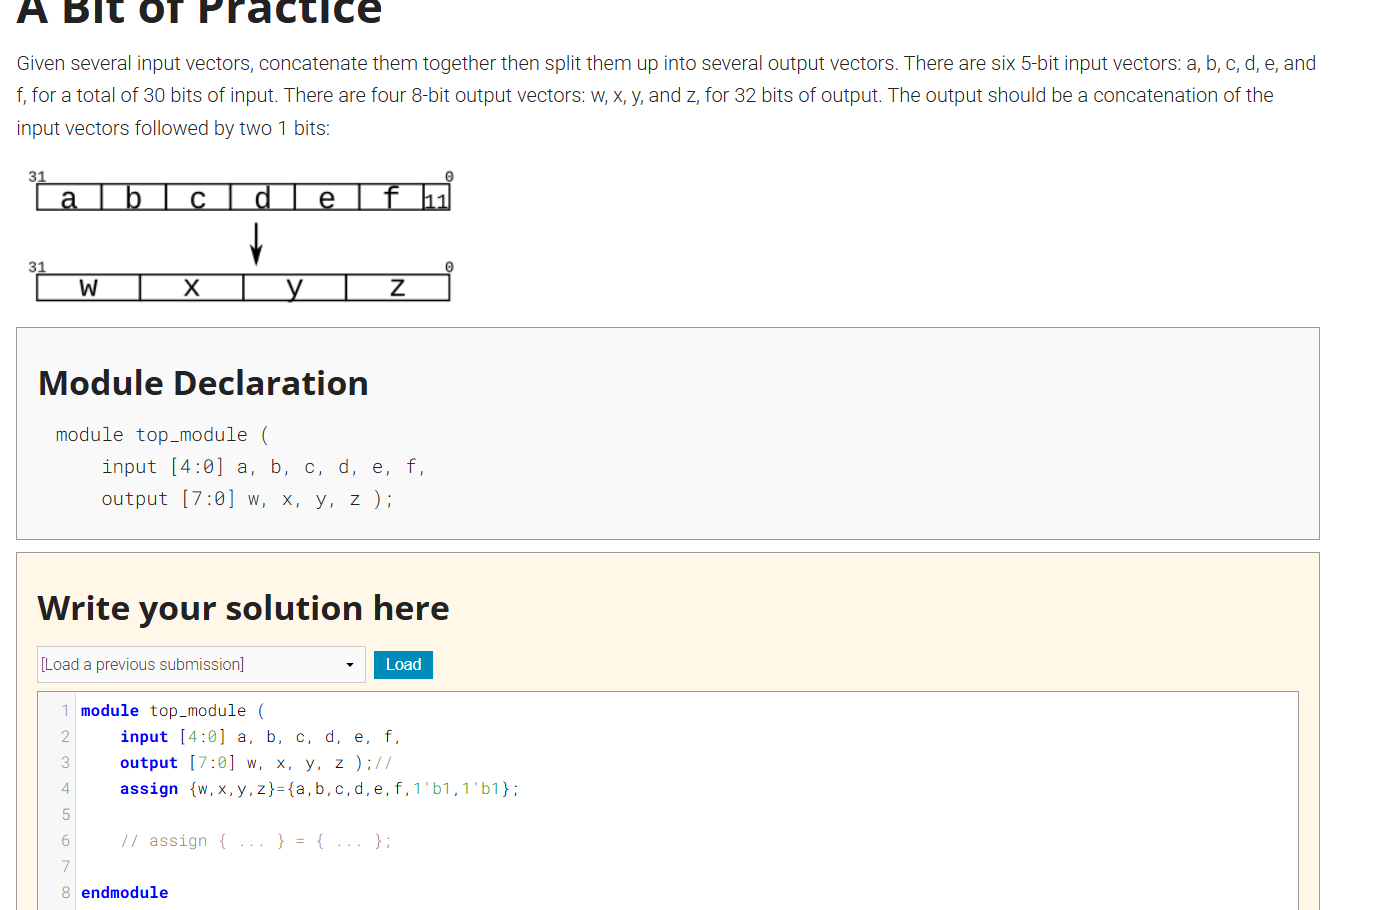 A Bit of Practice
Given several input vectors, concatenate them together then split them up into several output vectors. There are six 5-bit input vectors: a, b, c, d, e, and
f, for a total of 30 bits of input. There are four 8-bit output vectors: w, x, y, and z, for 32 bits of output. The output should be a concatenation of the
input vectors followed by two 1 bits:
31 0
a b c d e f 11
31 0
w x y z
Module Declaration
module top_module (
input [4:0] a, b, c, d, e, f,
output [7:0] w, x, y, z );
Write your solution here
[Load a previous submission] Load
1 module top_module (
2 input [4:0] a, b, c, d, e, f,
3 output [7:0] w, x, y, z );//
4 assign {w,x,y,z}={a,b,c,d,e,f,1'b1,1'b1};
5
6 // assign { ... } = { ... };
7
8 endmodule